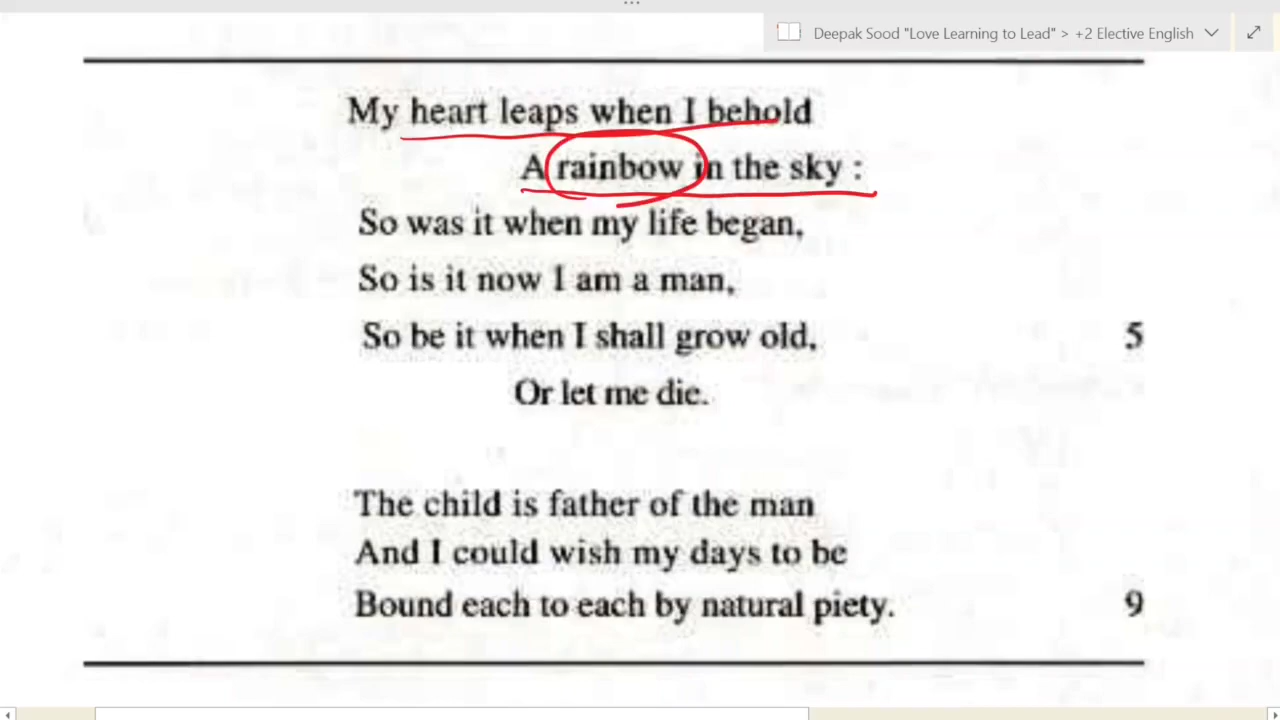 Deepak Sood "Love Learning to Lead" > +2 Elective English
My heart leaps when I behold
A rainbow in the sky :
So was it when my life began,
So is it now I am a man,
So be it when I shall grow old, 5
Or let me die.
The child is father of the man
And I could wish my days to be
Bound each to each by natural piety. 9